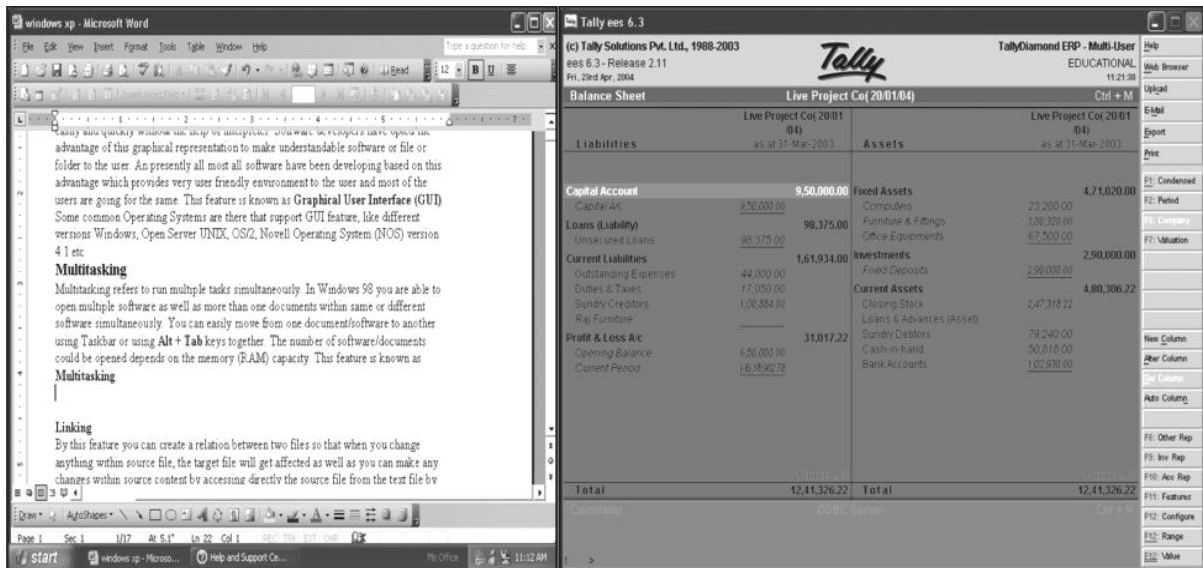 windows xp - Microsoft Word
File Edit View Insert Format Tools Table Window Help
Type a question for help
Read 12 B U
easily and quickly without the help of interpreter. Software developers have opted the
advantage of this graphical representation to make understandable software or file or
folder to the user. An presently all most all software have been developing based on this
advantage which provides very user friendly environment to the user and most of the
users are going for the same. This feature is known as Graphical User Interface (GUI)
Some common Operating Systems are there that support GUI feature, like different
versions Windows, Open Server UNIX, OS/2, Novell Operating System (NOS) version
4.1 etc
Multitasking
Multitasking refers to run multiple tasks simultaneously. In Windows 98 you are able to
open multiple software as well as more than one documents within same or different
software simultaneously. You can easily move from one document/software to another
using Taskbar or using Alt + Tab keys together. The number of software/documents
could be opened depends on the memory (RAM) capacity. This feature is known as
Multitasking
Linking
By this feature you can create a relation between two files so that when you change
anything within source file, the target file will get affected as well as you can make any
changes within source content by accessing directly the source file from the text file by
Draw AutoShapes
Page 1 Sec 1 1/17 At 5.1" Ln 22 Col 1 REC TRK EXT OVR
start windows xp - Microso... Help and Support Ce... Ms Office 11:12 AM
Tally ees 6.3
(c) Tally Solutions Pvt. Ltd., 1988-2003 Tally TallyDiamond ERP - Multi-User
ees 6.3 - Release 2.11 EDUCATIONAL
Fri, 23rd Apr, 2004 11:21:38
Balance Sheet Live Project Co( 20/01/04) Ctrl + M
Live Project Co( 20/01 Live Project Co( 20/01
/04) /04)
Liabilities as at 31-Mar-2003 Assets as at 31-Mar-2003
Capital Account 9,50,000.00 Fixed Assets 4,71,020.00
Capital A/c 9,50,000.00 Computers 23,200.00
Loans (Liability) 98,375.00 Furniture & Fittings
Unsecured Loans 98,375.00 Office Equipments 67,500.00
Current Liabilities 1,61,934.00 Investments 2,90,000.00
Outstanding Expenses 44,000.00 Fixed Deposits 2,90,000.00
Duties & Taxes 17,050.00 Current Assets 4,80,306.22
Sundry Creditors 1,00,884.00 Closing Stock 2,47,318.22
Raj Furniture Loans & Advances (Asset)
Profit & Loss A/c 31,017.22 Sundry Debtors 79,240.00
Opening Balance 6,50,000.00 Cash-in-hand
Current Period Bank Accounts 1,02,930.00
Total 12,41,326.22 Total 12,41,326.22
Calculator ODBC Server Ctrl + N
1 >
Help
Web Browser
Upload
E-Mail
Export
Print
F1: Condensed
F2: Period
F3: Company
F7: Valuation
New Column
Alter Column
Del Column
Auto Column
F8: Other Rep
F9: Inv Rep
F10: Acc Rep
F11: Features
F12: Configure
F12: Range
F12: Value